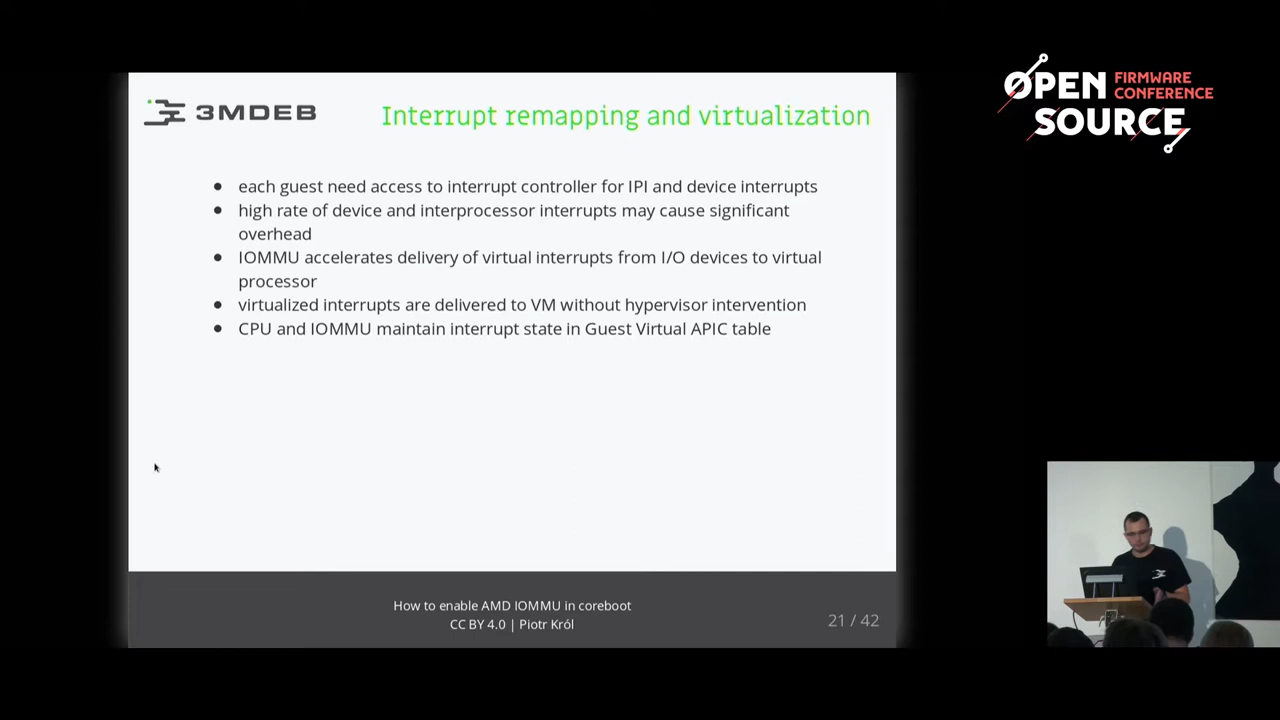 3MDEB
Interrupt remapping and virtualization
● each guest need access to interrupt controller for IPI and device interrupts
● high rate of device and interprocessor interrupts may cause significant
overhead
● IOMMU accelerates delivery of virtual interrupts from I/O devices to virtual
processor
● virtualized interrupts are delivered to VM without hypervisor intervention
● CPU and IOMMU maintain interrupt state in Guest Virtual APIC table
How to enable AMD IOMMU in coreboot
CC BY 4.0 | Piotr Król
21 / 42
OPEN
FIRMWARE
CONFERENCE
SOURCE